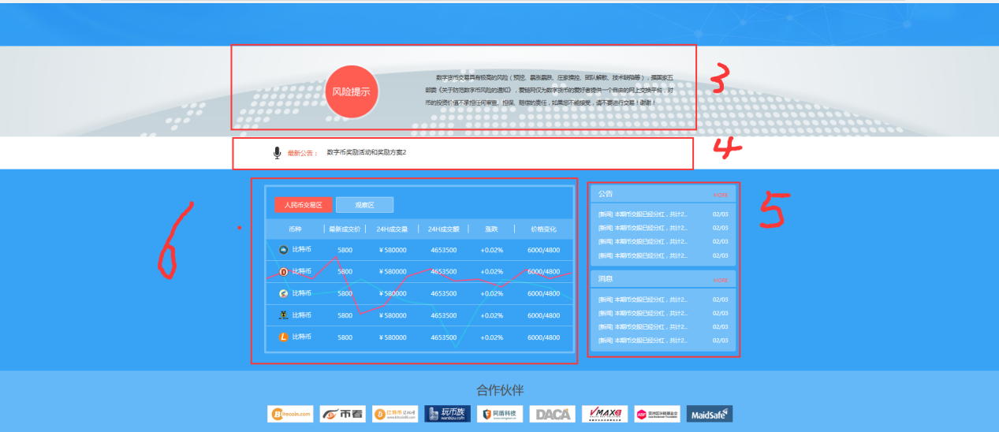 风险提示
数字货币交易具有极高的风险（预挖、暴涨暴跌、庄家操控、团队解散、技术缺陷等），据国家五
部委《关于防范数字币风险的通知》，爱链网仅为数字货币的爱好者提供一个自由的网上交换平台，对
币的投资价值不承担任何审查、担保、赔偿的责任，如果您不能接受，请不要进行交易！谢谢！
3
最新公告： 数字币奖励活动和奖励方案2
4
人民币交易区 观察区
币种 最新成交价 24H成交量 24H成交额 涨跌 价格变化
比特币 5800 ￥580000 4653500 +0.02% 6000/4800
比特币 5800 ￥580000 4653500 +0.02% 6000/4800
比特币 5800 ￥580000 4653500 +0.02% 6000/4800
比特币 5800 ￥580000 4653500 +0.02% 6000/4800
比特币 5800 ￥580000 4653500 +0.02% 6000/4800
6
公告 MORE
[新闻] 本期币交股已经分红，共计2... 02/03
[新闻] 本期币交股已经分红，共计2... 02/03
[新闻] 本期币交股已经分红，共计2... 02/03
[新闻] 本期币交股已经分红，共计2... 02/03
消息 MORE
[新闻] 本期币交股已经分红，共计2... 02/03
[新闻] 本期币交股已经分红，共计2... 02/03
[新闻] 本期币交股已经分红，共计2... 02/03
[新闻] 本期币交股已经分红，共计2... 02/03
5
合作伙伴
币看
玩币族
同盾科技
DACA
VMAX
MaidSafe